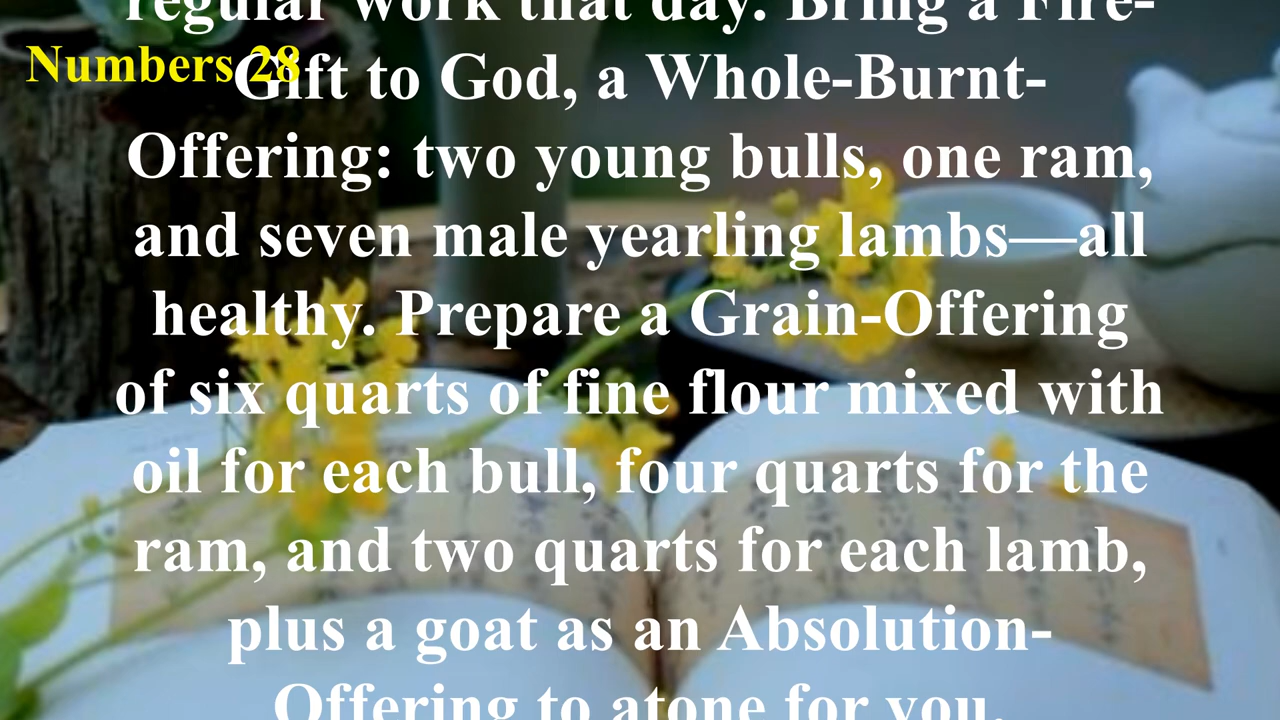 regular work that day. Bring a Fire-
Numbers 28
Gift to God, a Whole-Burnt-
Offering: two young bulls, one ram,
and seven male yearling lambs—all
healthy. Prepare a Grain-Offering
of six quarts of fine flour mixed with
oil for each bull, four quarts for the
ram, and two quarts for each lamb,
plus a goat as an Absolution-
Offering to atone for you.